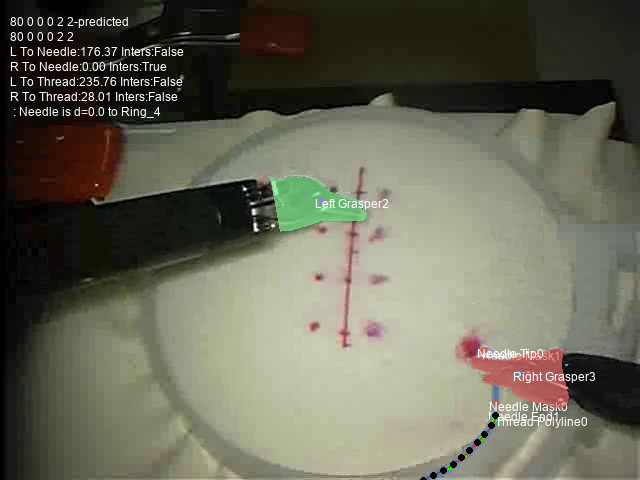 80 0 0 0 2 2-predicted
80 0 0 0 2 2
L To Needle:176.37 Inters:False
R To Needle:0.00 Inters:True
L To Thread:235.76 Inters:False
R To Thread:28.01 Inters:False
: Needle is d=0.0 to Ring_4
Left Grasper2
Needle Tip0
Needle Mask1
Right Grasper3
Needle Mask0
Needle End1
Thread Polyline0